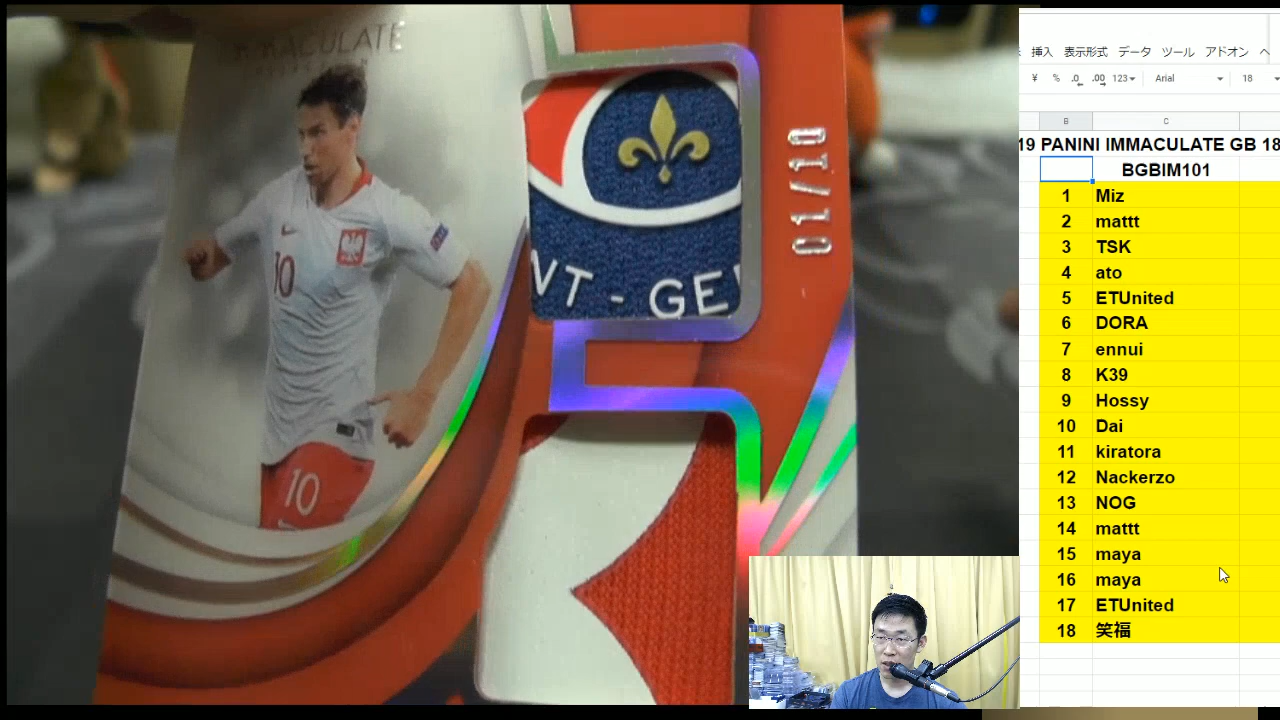 IMMACULATE
10
10
01/10
NT - GE
挿入 表示形式 データ ツール アドオン ヘ
¥ % .0 .00 123 Arial 18
B C
19 PANINI IMMACULATE GB 18
BGBIM101
1 Miz
2 mattt
3 TSK
4 ato
5 ETUnited
6 DORA
7 ennui
8 K39
9 Hossy
10 Dai
11 kiratora
12 Nackerzo
13 NOG
14 mattt
15 maya
16 maya
17 ETUnited
18 笑福